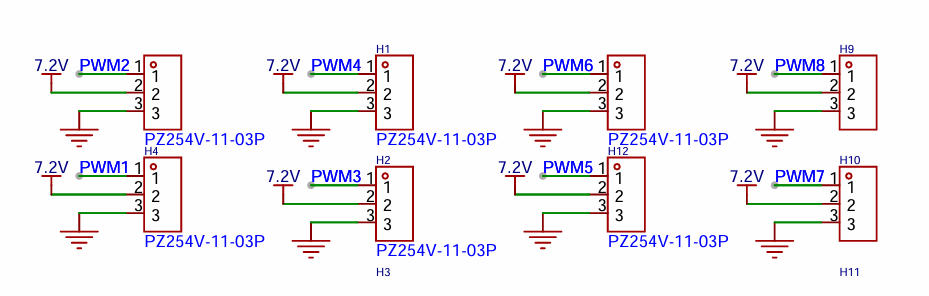 H1 H9
7.2V PWM2 1 1 7.2V PWM4 1 1 7.2V PWM6 1 1 7.2V PWM8 1 1
2 2 2 2 2 2 2 2
3 3 3 3 3 3 3 3
PZ254V-11-03P PZ254V-11-03P PZ254V-11-03P
H4 H2 H12 H10
7.2V PWM1 1 1 7.2V PWM3 1 1 7.2V PWM5 1 1 7.2V PWM7 1 1
2 2 2 2 2 2 2 2
3 3 3 3 3 3 3 3
PZ254V-11-03P PZ254V-11-03P PZ254V-11-03P
H3 H11